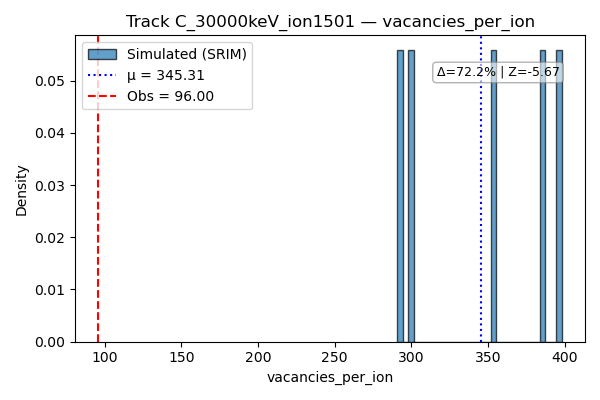 Track C_30000keV_ion1501 — vacancies_per_ion
Simulated (SRIM)
μ = 345.31
Obs = 96.00
Δ=72.2% | Z=-5.67
Density
0.05
0.04
0.03
0.02
0.01
0.00
100 150 200 250 300 350 400
vacancies_per_ion